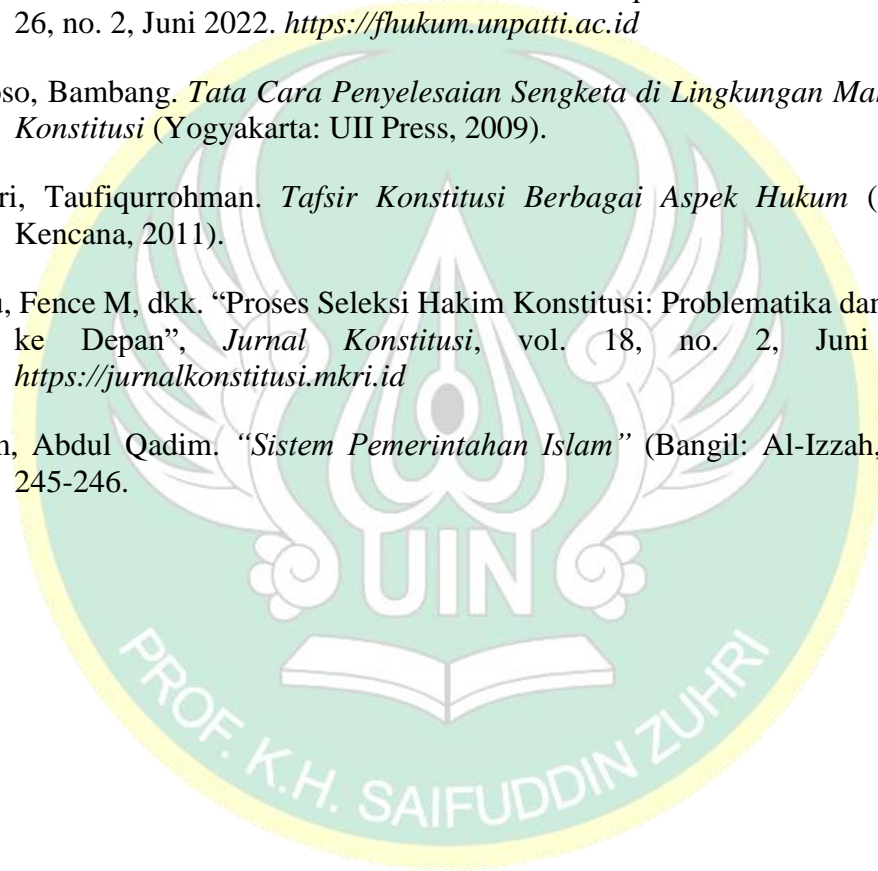 26, no. 2, Juni 2022. https://fhukum.unpatti.ac.id
oso, Bambang. Tata Cara Penyelesaian Sengketa di Lingkungan Mah
Konstitusi (Yogyakarta: UII Press, 2009).
ri, Taufiqurrohman. Tafsir Konstitusi Berbagai Aspek Hukum (
Kencana, 2011).
u, Fence M, dkk. “Proses Seleksi Hakim Konstitusi: Problematika dan
ke Depan”, Jurnal Konstitusi, vol. 18, no. 2, Juni
https://jurnalkonstitusi.mkri.id
, Abdul Qadim. “Sistem Pemerintahan Islam” (Bangil: Al-Izzah,
245-246.
UIN
PROF. K.H. SAIFUDDIN ZUHRI